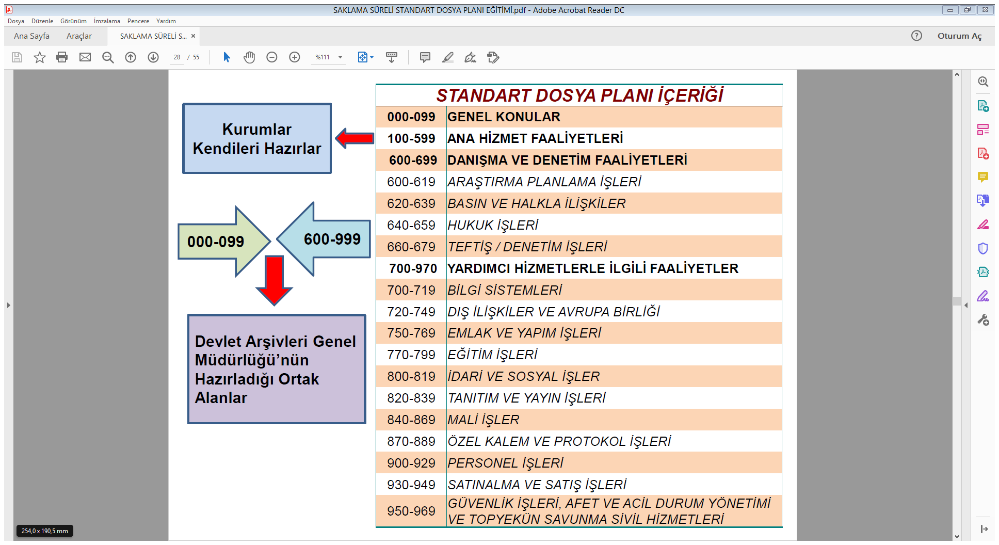 SAKLAMA SÜRELİ STANDART DOSYA PLANI EĞİTİMİ.pdf - Adobe Acrobat Reader DC
Dosya Düzenle Görünüm İmzalama Pencere Yardım
Ana Sayfa Araçlar SAKLAMA SÜRELİ S... × Oturum Aç
28 / 55 %111
STANDART DOSYA PLANI İÇERİĞİ
000-099 GENEL KONULAR
100-599 ANA HİZMET FAALİYETLERİ
600-699 DANIŞMA VE DENETİM FAALİYETLERİ
600-619 ARAŞTIRMA PLANLAMA İŞLERİ
620-639 BASIN VE HALKLA İLİŞKİLER
640-659 HUKUK İŞLERİ
660-679 TEFTİŞ / DENETİM İŞLERİ
700-970 YARDIMCI HİZMETLERLE İLGİLİ FAALİYETLER
700-719 BİLGİ SİSTEMLERİ
720-749 DIŞ İLİŞKİLER VE AVRUPA BİRLİĞİ
750-769 EMLAK VE YAPIM İŞLERİ
770-799 EĞİTİM İŞLERİ
800-819 İDARİ VE SOSYAL İŞLER
820-839 TANITIM VE YAYIN İŞLERİ
840-869 MALİ İŞLER
870-889 ÖZEL KALEM VE PROTOKOL İŞLERİ
900-929 PERSONEL İŞLERİ
930-949 SATINALMA VE SATIŞ İŞLERİ
950-969 GÜVENLİK İŞLERİ, AFET VE ACİL DURUM YÖNETİMİ
VE TOPYEKÜN SAVUNMA SİVİL HİZMETLERİ
Kurumlar
Kendileri Hazırlar
000-099
600-999
Devlet Arşivleri Genel
Müdürlüğü’nün
Hazırladığı Ortak
Alanlar
254,0 x 190,5 mm